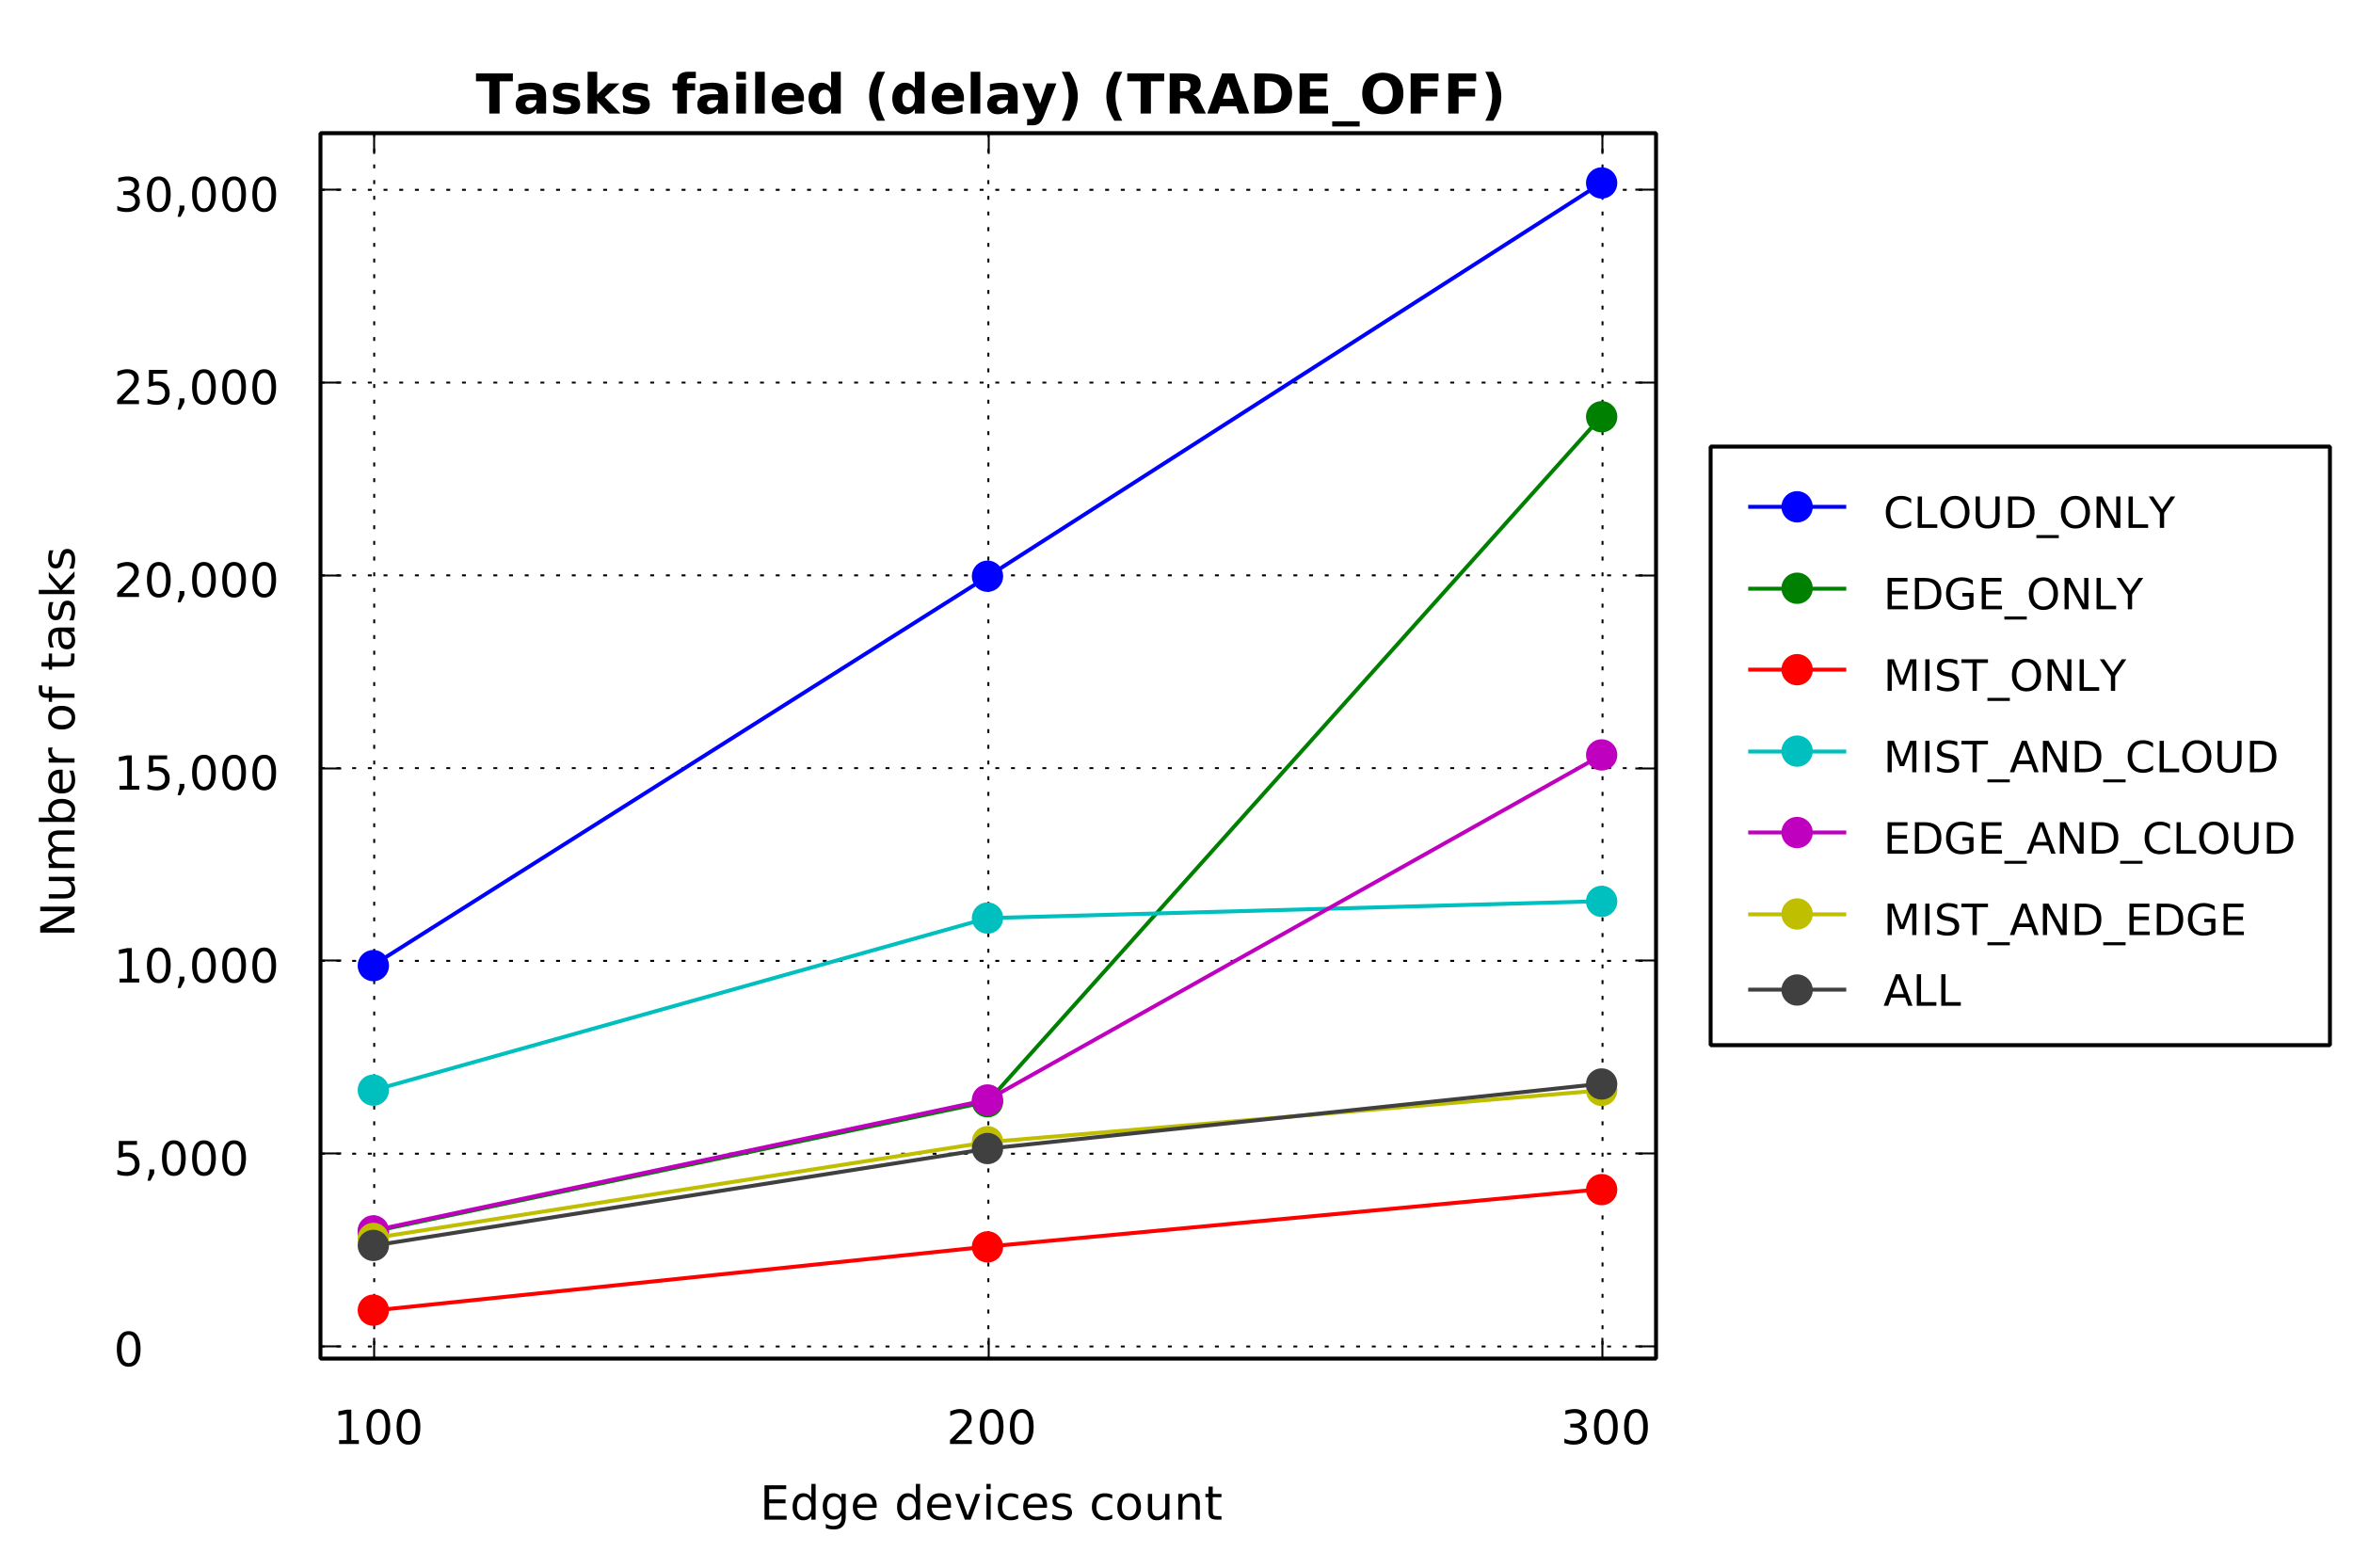 Tasks failed (delay) (TRADE_OFF)
30,000
25,000
20,000
15,000
10,000
5,000
0
Number of tasks
100
200
300
Edge devices count
CLOUD_ONLY
EDGE_ONLY
MIST_ONLY
MIST_AND_CLOUD
EDGE_AND_CLOUD
MIST_AND_EDGE
ALL